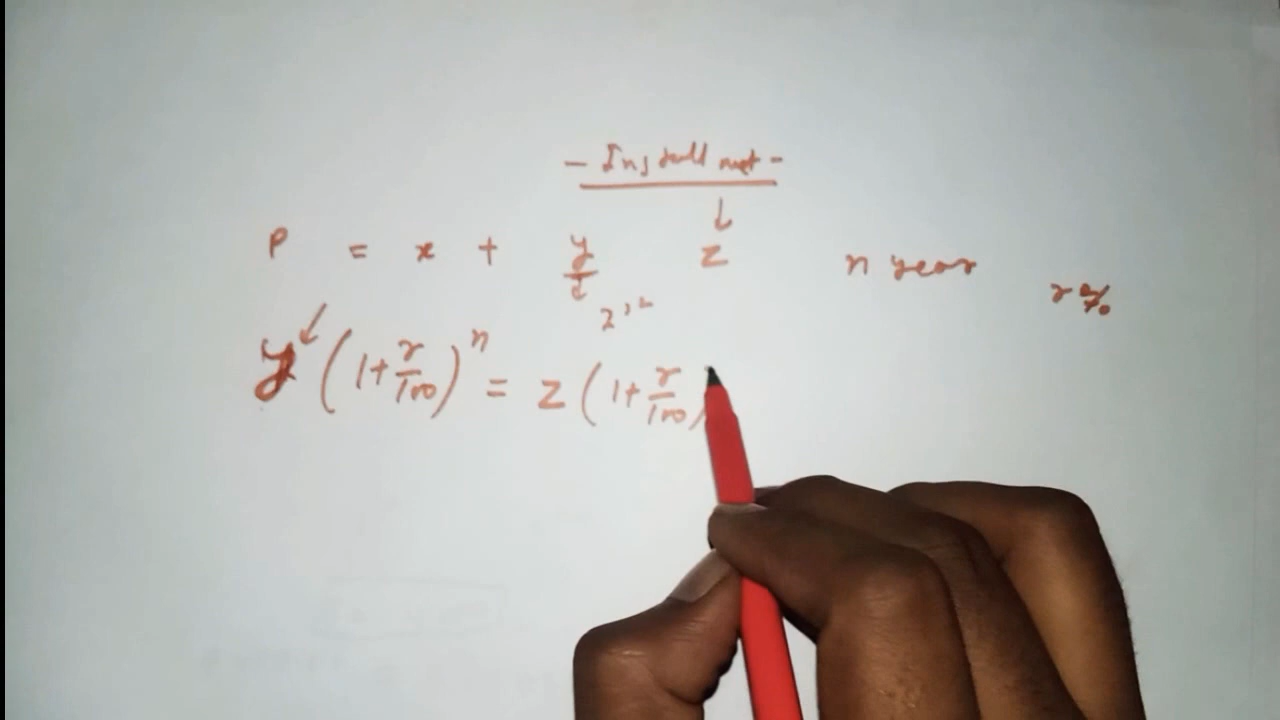 - Installment -
↓
P = x + y z n year r%
y (1+r/100)^n = z (1+r/100)